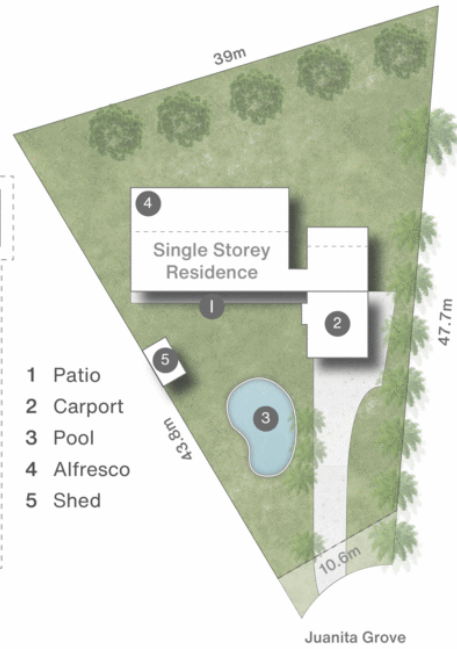 39m
4
Single Storey
Residence
1
2
47.7m
5
1 Patio
2 Carport
3 Pool
4 Alfresco
5 Shed
43.8m
3
10.6m
Juanita Grove